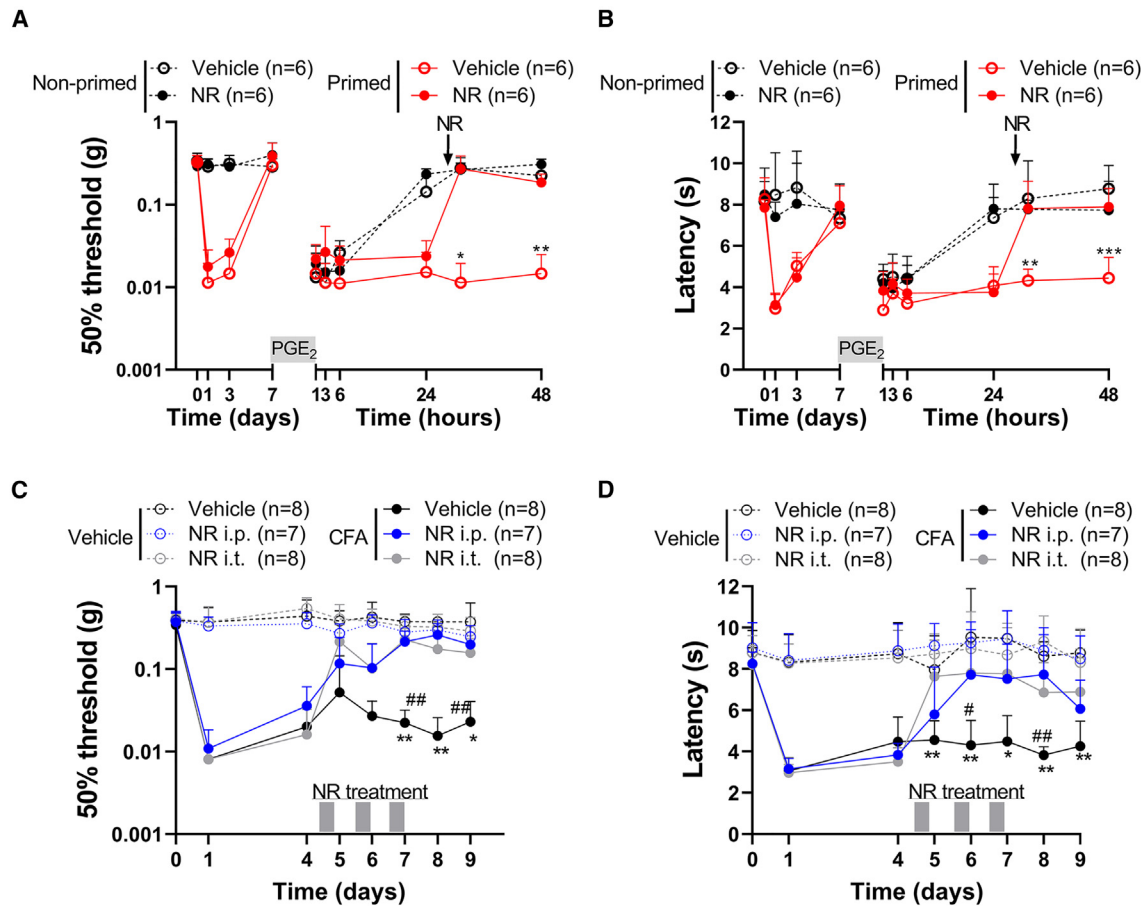 A
Non-primed
Vehicle (n=6)
NR (n=6)
Primed
Vehicle (n=6)
NR (n=6)
NR
50% threshold (g)
1
0.1
0.01
0.001
*
**
PGE2
0 1 3 7
1 3 6 24 48
Time (days)
Time (hours)
B
Non-primed
Vehicle (n=6)
NR (n=6)
Primed
Vehicle (n=6)
NR (n=6)
NR
Latency (s)
12
10
8
6
4
2
0
**
***
PGE2
0 1 3 7
1 3 6 24 48
Time (days)
Time (hours)
C
Vehicle
Vehicle (n=8)
NR i.p. (n=7)
NR i.t. (n=8)
CFA
Vehicle (n=8)
NR i.p. (n=7)
NR i.t. (n=8)
50% threshold (g)
1
0.1
0.01
0.001
## ##
** ** *
NR treatment
0 1 4 5 6 7 8 9
Time (days)
D
Vehicle
Vehicle (n=8)
NR i.p. (n=7)
NR i.t. (n=8)
CFA
Vehicle (n=8)
NR i.p. (n=7)
NR i.t. (n=8)
Latency (s)
12
10
8
6
4
2
0
# ##
** ** * ** **
NR treatment
0 1 4 5 6 7 8 9
Time (days)